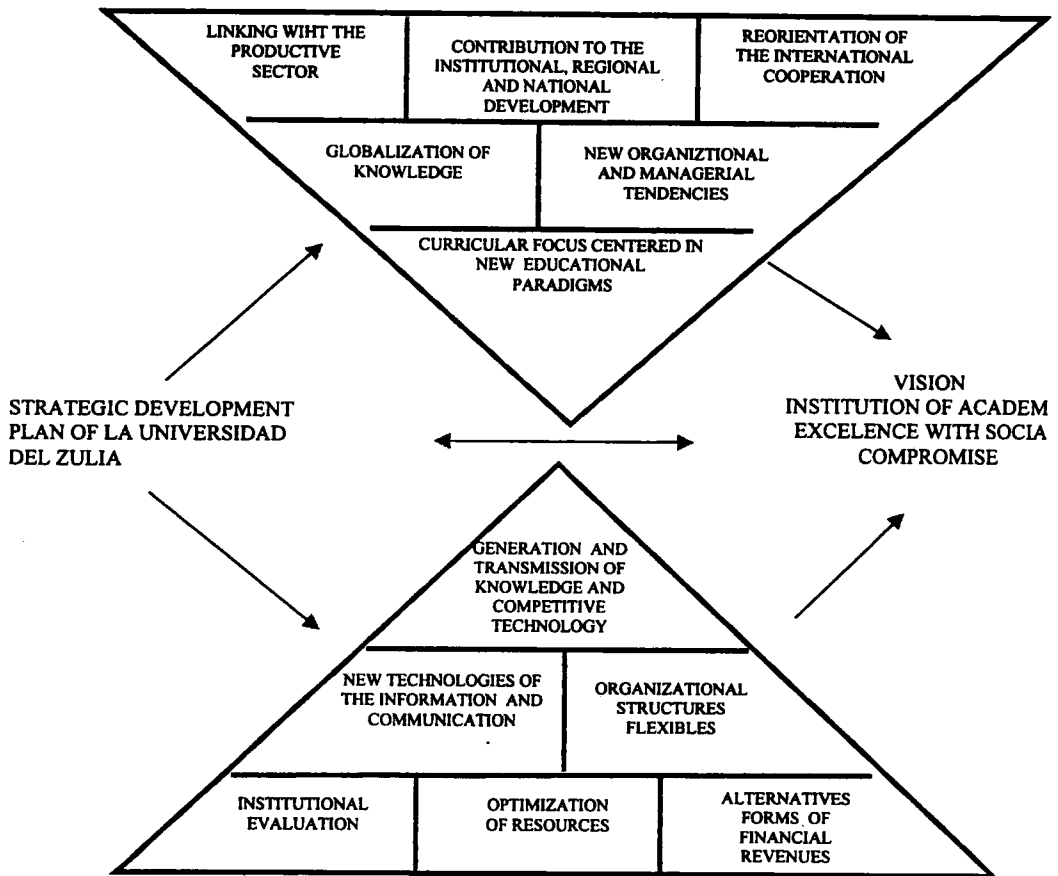 LINKING WIHT THE
PRODUCTIVE
SECTOR
CONTRIBUTION TO THE
INSTITUTIONAL, REGIONAL
AND NATIONAL
DEVELOPMENT
REORIENTATION OF
THE INTERNATIONAL
COOPERATION
GLOBALIZATION OF
KNOWLEDGE
NEW ORGANIZTIONAL
AND MANAGERIAL
TENDENCIES
CURRICULAR FOCUS CENTERED IN
NEW EDUCATIONAL
PARADIGMS
STRATEGIC DEVELOPMENT
PLAN OF LA UNIVERSIDAD
DEL ZULIA
VISION
INSTITUTION OF ACADEM
EXCELENCE WITH SOCIA
COMPROMISE
GENERATION AND
TRANSMISSION OF
KNOWLEDGE AND
COMPETITIVE
TECHNOLOGY
NEW TECHNOLOGIES OF
THE INFORMATION AND
COMMUNICATION
ORGANIZATIONAL
STRUCTURES
FLEXIBLES
INSTITUTIONAL
EVALUATION
OPTIMIZATION
OF RESOURCES
ALTERNATIVES
FORMS OF
FINANCIAL
REVENUES